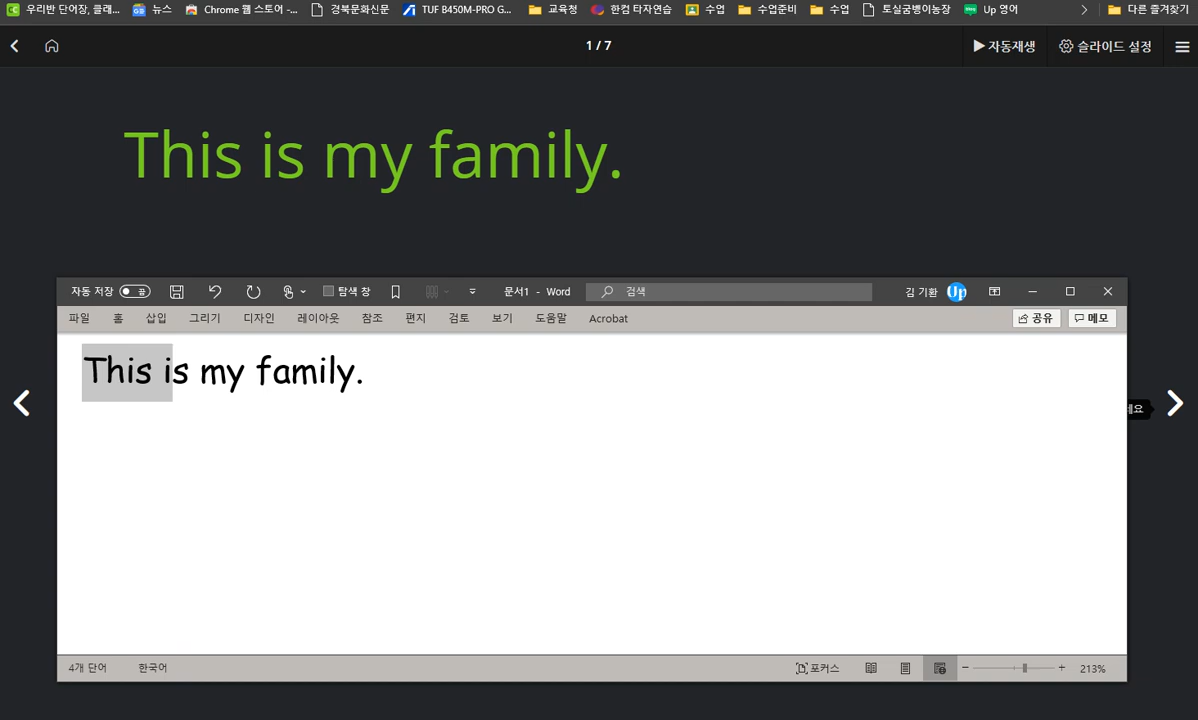 우리반 단어장, 클래...
뉴스
Chrome 웹 스토어 -...
경북문화신문
TUF B450M-PRO G...
교육청
한컴 타자연습
수업
수업준비
수업
토실굼벵이농장
Up 영어
다른 즐겨찾기
1 / 7
자동재생
슬라이드 설정
This is my family.
자동 저장
끔
탐색 창
문서1 - Word
검색
김 기환
Up
파일 홈 삽입 그리기 디자인 레이아웃 참조 편지 검토 보기 도움말 Acrobat
공유
메모
This is my family.
4개 단어
한국어
포커스
213%